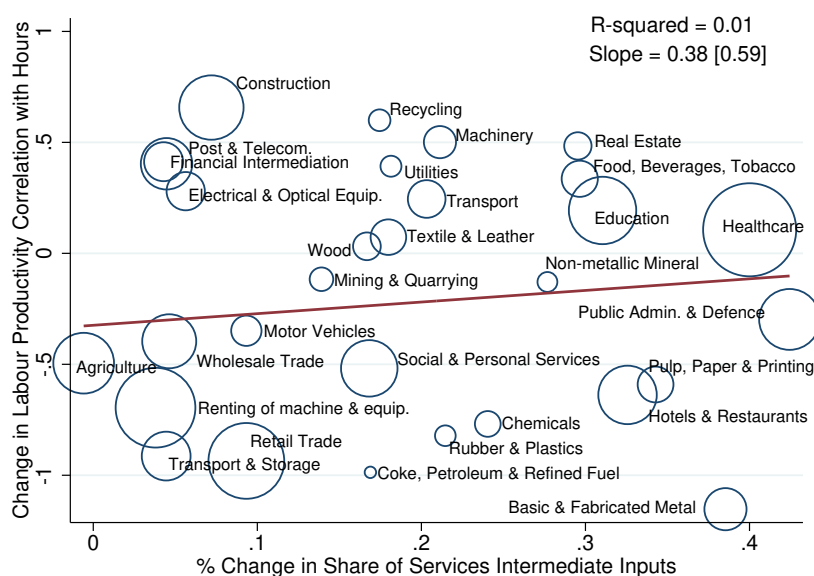 R-squared = 0.01
Slope = 0.38 [0.59]
Change in Labour Productivity Correlation with Hours
1
.5
0
-.5
-1
Construction
Recycling
Machinery
Real Estate
Post & Telecom.
Financial Intermediation
Utilities
Food, Beverages, Tobacco
Electrical & Optical Equip.
Transport
Education
Healthcare
Textile & Leather
Wood
Non-metallic Mineral
Mining & Quarrying
Public Admin. & Defence
Motor Vehicles
Agriculture
Wholesale Trade
Social & Personal Services
Pulp, Paper & Printing
Renting of machine & equip.
Hotels & Restaurants
Chemicals
Retail Trade
Rubber & Plastics
Transport & Storage
Coke, Petroleum & Refined Fuel
Basic & Fabricated Metal
0
.1
.2
.3
.4
% Change in Share of Services Intermediate Inputs